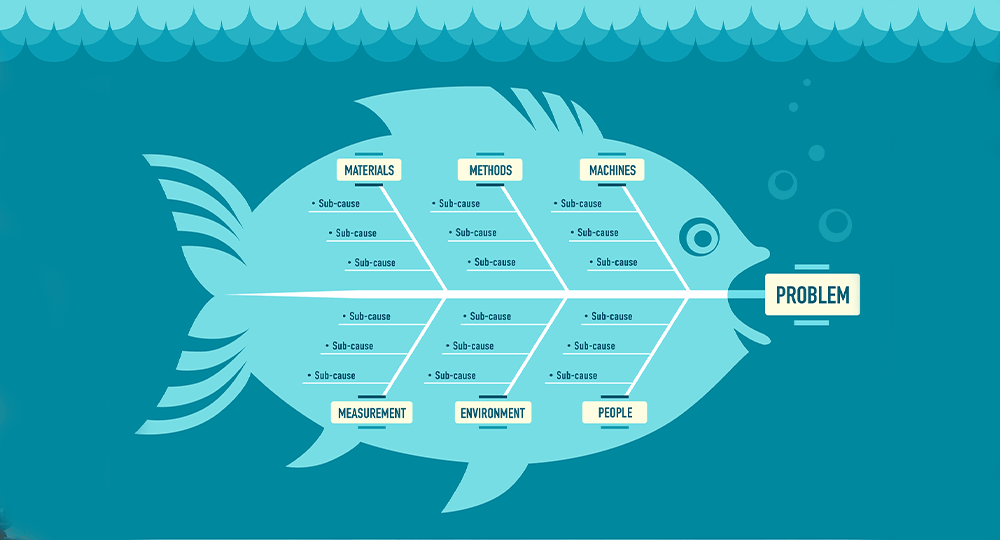 MATERIALS
METHODS
MACHINES
• Sub-cause
• Sub-cause
• Sub-cause
• Sub-cause
• Sub-cause
• Sub-cause
• Sub-cause
• Sub-cause
• Sub-cause
PROBLEM
• Sub-cause
• Sub-cause
• Sub-cause
• Sub-cause
• Sub-cause
• Sub-cause
• Sub-cause
• Sub-cause
• Sub-cause
MEASUREMENT
ENVIRONMENT
PEOPLE